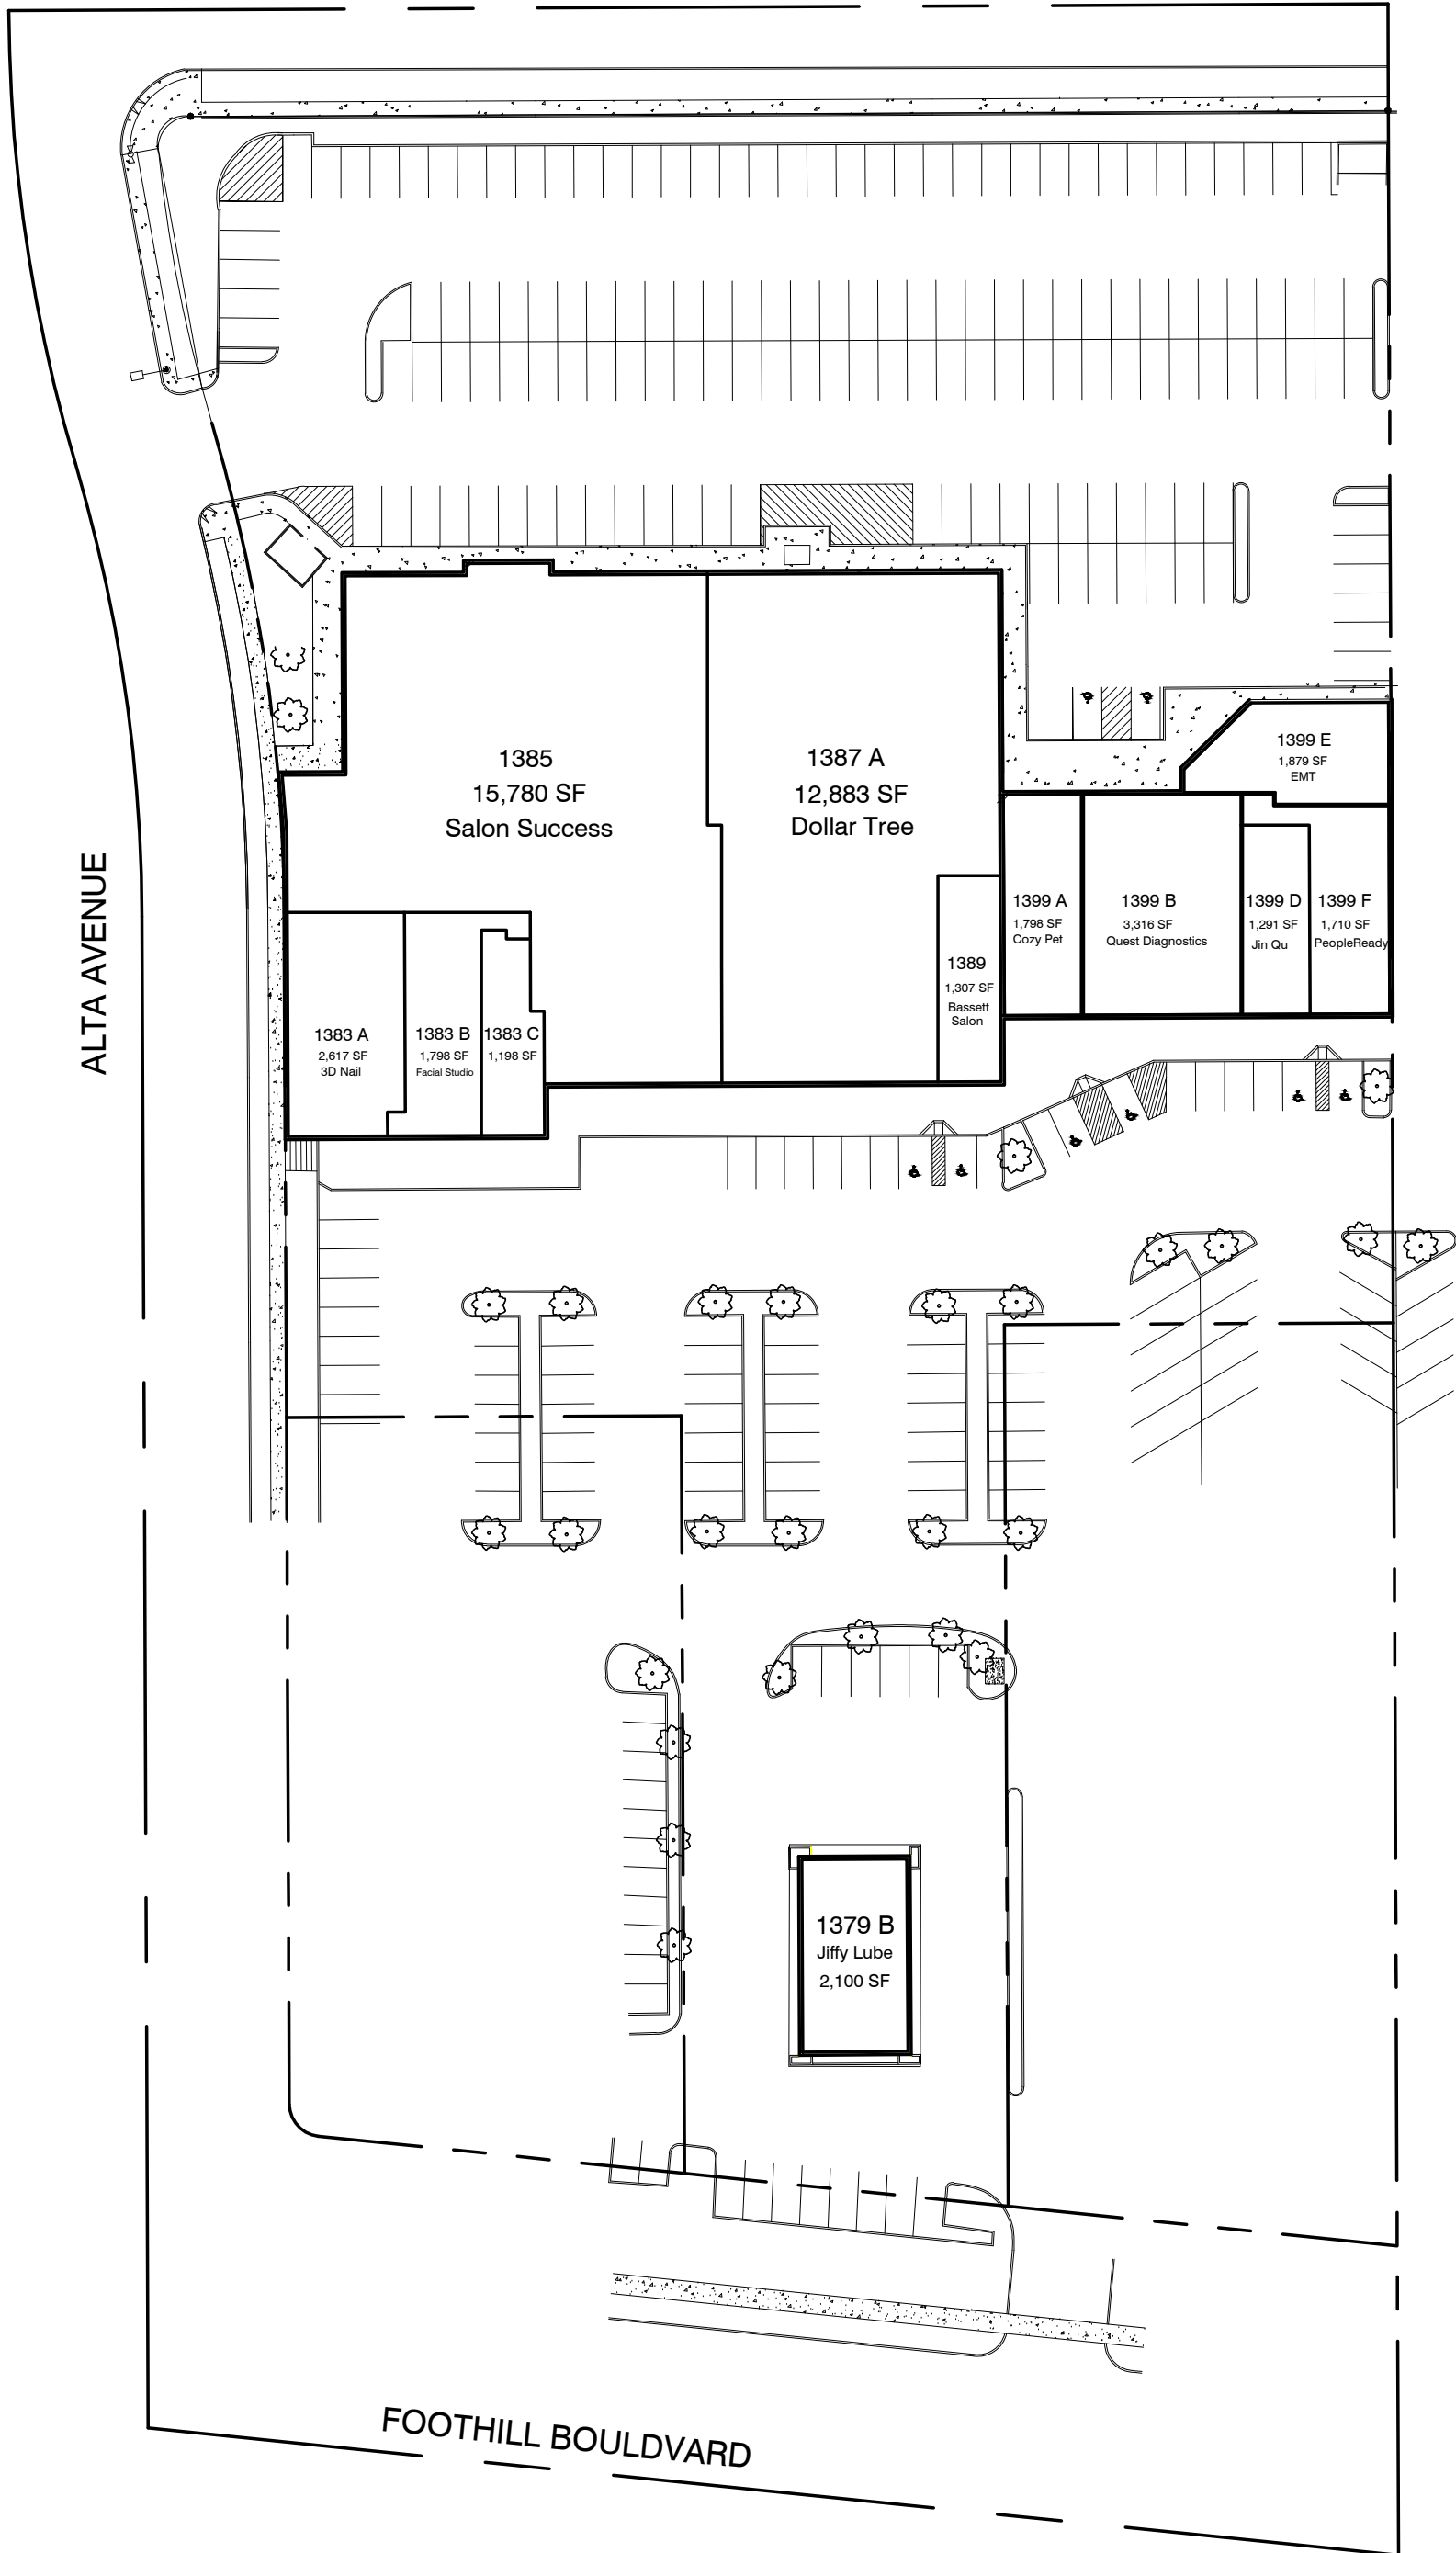 1385
15,780 SF
Salon Success
1387 A
12,883 SF
Dollar Tree
1399 E
1,879 SF
EMT
1399 A
1,798 SF
Cozy Pet
1399 B
3,316 SF
Quest Diagnostics
1399 D
1,291 SF
Jin Qu
1399 F
1,710 SF
PeopleReady
1389
1,307 SF
Bassett
Salon
1383 A
2,617 SF
3D Nail
1383 B
1,798 SF
Facial Studio
1383 C
1,198 SF
ALTA AVENUE
1379 B
Jiffy Lube
2,100 SF
FOOTHILL BOULDVARD